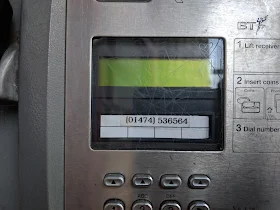 BT
1 Lift receiver
2 Insert coins
(01474) 536564
3 Dial number